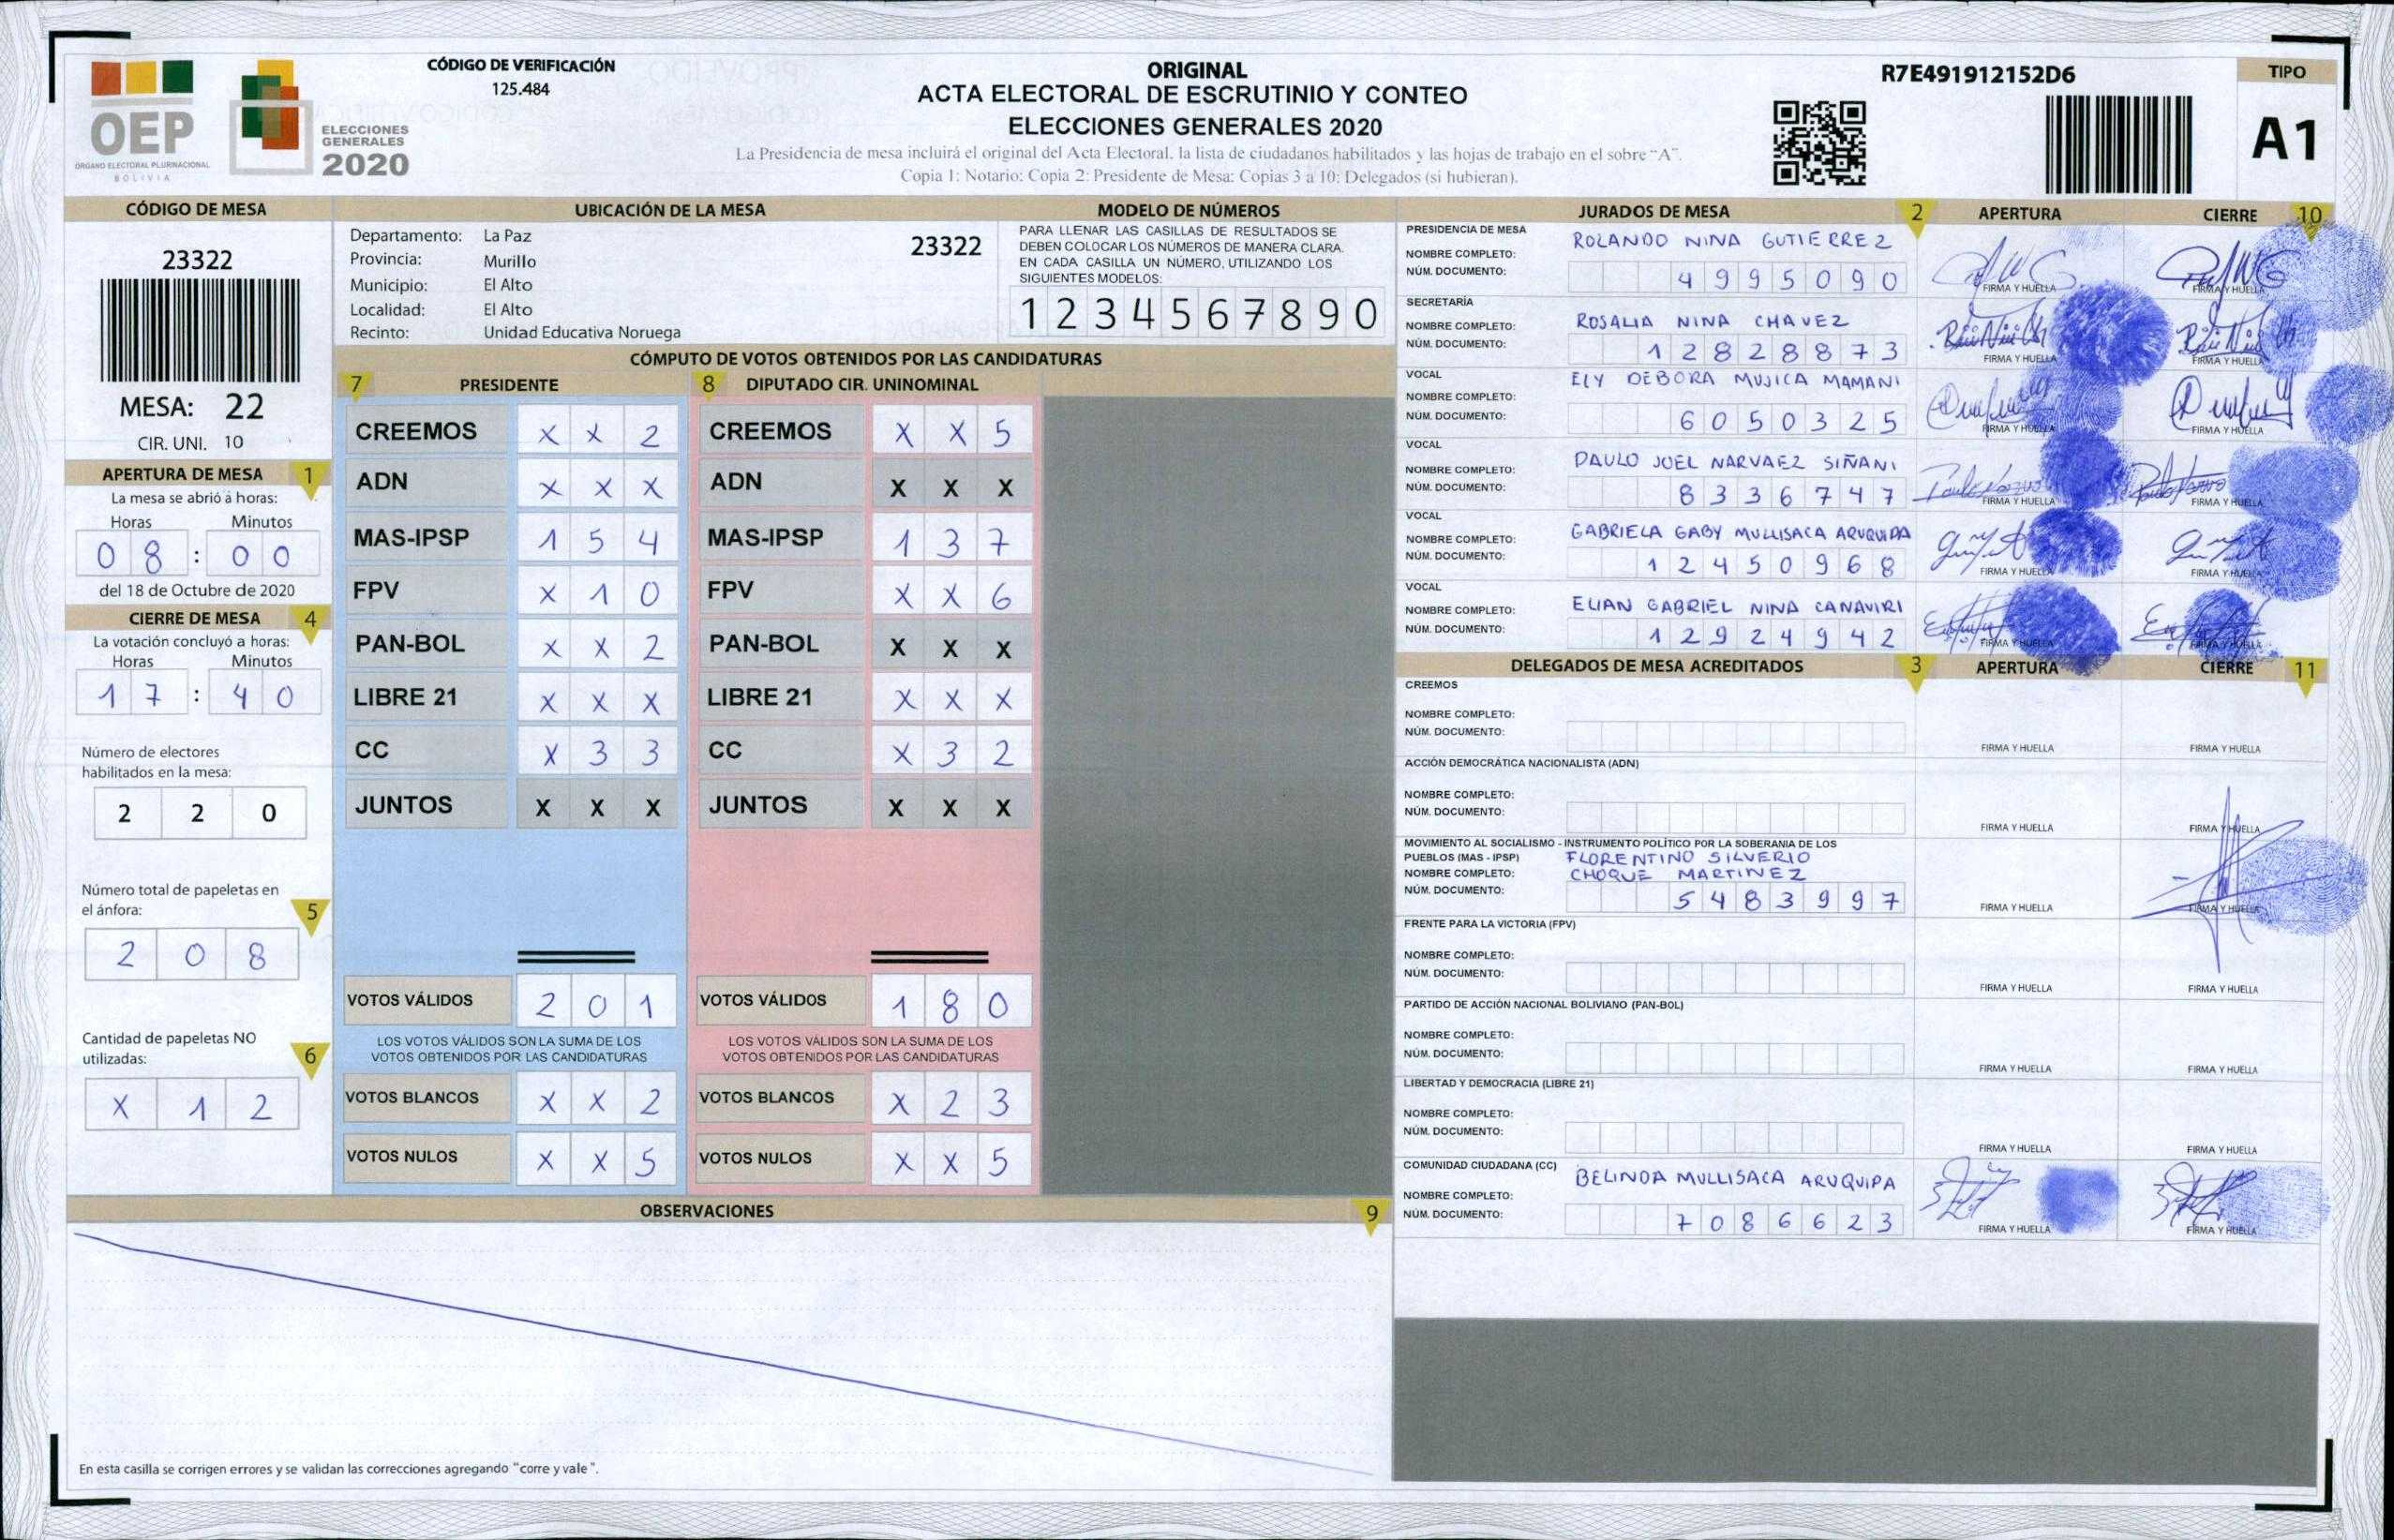 OEP
ÓRGANO ELECTORAL PLURINACIONAL
BOLIVIA
ELECCIONES
GENERALES
2020
CÓDIGO DE VERIFICACIÓN
125.484
ORIGINAL
ACTA ELECTORAL DE ESCRUTINIO Y CONTEO
ELECCIONES GENERALES 2020
La Presidencia de mesa incluirá el original del Acta Electoral, la lista de ciudadanos habilitados y las hojas de trabajo en el sobre "A".
Copia 1: Notario; Copia 2: Presidente de Mesa; Copias 3 a 10: Delegados (si hubieran).
R7E491912152D6
TIPO
A1
CÓDIGO DE MESA
23322
MESA: 22
CIR. UNI. 10
APERTURA DE MESA 1
La mesa se abrió a horas:
Horas Minutos
08 : 00
del 18 de Octubre de 2020
CIERRE DE MESA 4
La votación concluyó a horas:
Horas Minutos
17 : 40
Número de electores
habilitados en la mesa:
2 2 0
Número total de papeletas en
el ánfora:
5
2 0 8
Cantidad de papeletas NO
utilizadas:
6
X 1 2
UBICACIÓN DE LA MESA
Departamento: La Paz
23322
Provincia: Murillo
Municipio: El Alto
Localidad: El Alto
Recinto: Unidad Educativa Noruega
MODELO DE NÚMEROS
PARA LLENAR LAS CASILLAS DE RESULTADOS SE
DEBEN COLOCAR LOS NÚMEROS DE MANERA CLARA.
EN CADA CASILLA UN NÚMERO, UTILIZANDO LOS
SIGUIENTES MODELOS:
1 2 3 4 5 6 7 8 9 0
CÓMPUTO DE VOTOS OBTENIDOS POR LAS CANDIDATURAS
7 PRESIDENTE
CREEMOS X X 2
ADN X X X
MAS-IPSP 1 5 4
FPV X 1 0
PAN-BOL X X 2
LIBRE 21 X X X
CC X 3 3
JUNTOS X X X
VOTOS VÁLIDOS 2 0 1
LOS VOTOS VÁLIDOS SON LA SUMA DE LOS
VOTOS OBTENIDOS POR LAS CANDIDATURAS
VOTOS BLANCOS X X 2
VOTOS NULOS X X 5
8 DIPUTADO CIR. UNINOMINAL
CREEMOS X X 5
ADN X X X
MAS-IPSP 1 3 7
FPV X X 6
PAN-BOL X X X
LIBRE 21 X X X
CC X 3 2
JUNTOS X X X
VOTOS VÁLIDOS 1 8 0
LOS VOTOS VÁLIDOS SON LA SUMA DE LOS
VOTOS OBTENIDOS POR LAS CANDIDATURAS
VOTOS BLANCOS X 2 3
VOTOS NULOS X X 5
OBSERVACIONES 9
En esta casilla se corrigen errores y se validan las correcciones agregando "corre y vale".
JURADOS DE MESA 2 APERTURA CIERRE 10
PRESIDENCIA DE MESA
NOMBRE COMPLETO: ROLANDO NINA GUTIERREZ
NÚM. DOCUMENTO: 4995090
FIRMA Y HUELLA FIRMA Y HUELLA
SECRETARÍA
NOMBRE COMPLETO: ROSALIA NINA CHAVEZ
NÚM. DOCUMENTO: 12828873
FIRMA Y HUELLA FIRMA Y HUELLA
VOCAL
NOMBRE COMPLETO: ELY DEBORA MUJICA MAMANI
NÚM. DOCUMENTO: 6050325
FIRMA Y HUELLA FIRMA Y HUELLA
VOCAL
NOMBRE COMPLETO: PAULO JOEL NARVAEZ SIÑANI
NÚM. DOCUMENTO: 8336747
FIRMA Y HUELLA FIRMA Y HUELLA
VOCAL
NOMBRE COMPLETO: GABRIELA GABY MULLISACA ARUQUIPA
NÚM. DOCUMENTO: 12450968
FIRMA Y HUELLA FIRMA Y HUELLA
VOCAL
NOMBRE COMPLETO: ELIAN GABRIEL NINA CANAVIRI
NÚM. DOCUMENTO: 12924942
FIRMA Y HUELLA FIRMA Y HUELLA
DELEGADOS DE MESA ACREDITADOS 3 APERTURA CIERRE 11
CREEMOS
NOMBRE COMPLETO:
NÚM. DOCUMENTO:
FIRMA Y HUELLA FIRMA Y HUELLA
ACCIÓN DEMOCRÁTICA NACIONALISTA (ADN)
NOMBRE COMPLETO:
NÚM. DOCUMENTO:
FIRMA Y HUELLA FIRMA Y HUELLA
MOVIMIENTO AL SOCIALISMO - INSTRUMENTO POLÍTICO POR LA SOBERANIA DE LOS
PUEBLOS (MAS - IPSP) FLORENTINO SILVERIO
NOMBRE COMPLETO: CHOQUE MARTINEZ
NÚM. DOCUMENTO: 5483997
FIRMA Y HUELLA FIRMA Y HUELLA
FRENTE PARA LA VICTORIA (FPV)
NOMBRE COMPLETO:
NÚM. DOCUMENTO:
FIRMA Y HUELLA FIRMA Y HUELLA
PARTIDO DE ACCIÓN NACIONAL BOLIVIANO (PAN-BOL)
NOMBRE COMPLETO:
NÚM. DOCUMENTO:
FIRMA Y HUELLA FIRMA Y HUELLA
LIBERTAD Y DEMOCRACIA (LIBRE 21)
NOMBRE COMPLETO:
NÚM. DOCUMENTO:
FIRMA Y HUELLA FIRMA Y HUELLA
COMUNIDAD CIUDADANA (CC)
NOMBRE COMPLETO: BELINDA MULLISACA ARUQUIPA
NÚM. DOCUMENTO: 7086623
FIRMA Y HUELLA FIRMA Y HUELLA